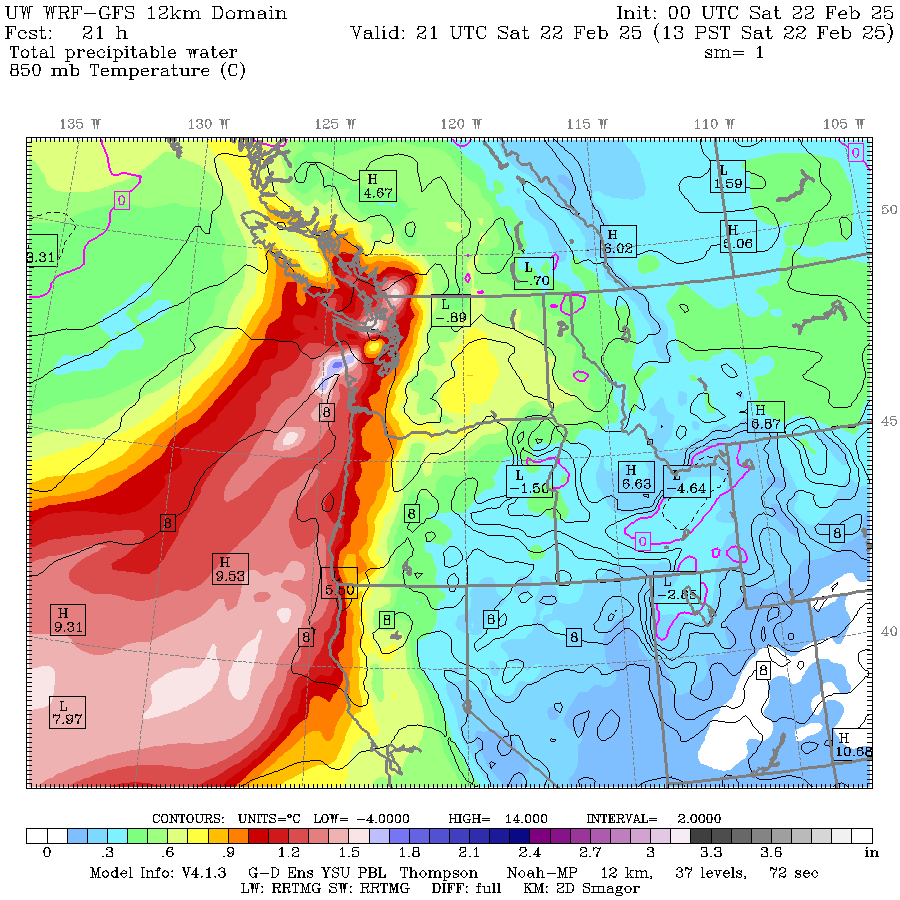 UW WRF-GFS 12km Domain Init: 00 UTC Sat 22 Feb 25
Fcst: 21 h Valid: 21 UTC Sat 22 Feb 25 (13 PST Sat 22 Feb 25)
Total precipitable water sm= 1
850 mb Temperature (C)
135 W 130 W 125 W 120 W 115 W 110 W 105 W
0
L
1.59
H
4.67
0
50
H
6.02
H
6.06
9.31
L
-.70
L
-.89
8
H
6.87
45
L
-1.50
H
6.63
L
-4.64
8
8
8
0
H
9.53
5.50
L
-2.85
H
9.31
8
8
8
8
40
8
L
7.97
H
10.68
CONTOURS: UNITS=°C LOW= -4.0000 HIGH= 14.000 INTERVAL= 2.0000
0 .3 .6 .9 1.2 1.5 1.8 2.1 2.4 2.7 3 3.3 3.6 in
Model Info: V4.1.3 G-D Ens YSU PBL Thompson Noah-MP 12 km, 37 levels, 72 sec
LW: RRTMG SW: RRTMG DIFF: full KM: 2D Smagor